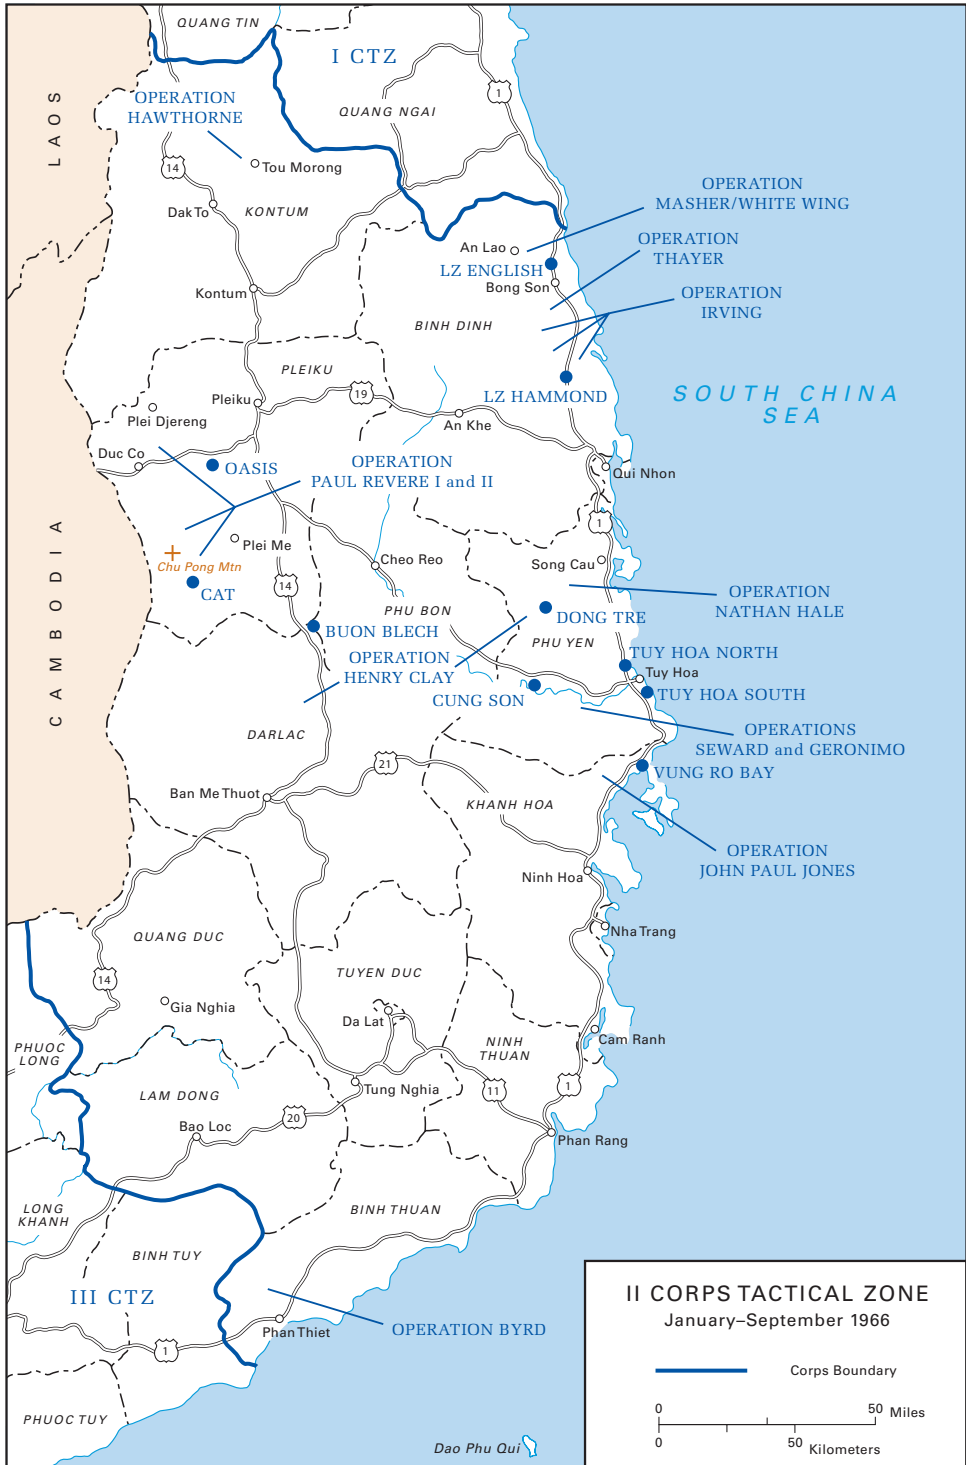 QUANG TIN
I CTZ
LAOS
1
OPERATION
HAWTHORNE
QUANG NGAI
14
Tou Morong
OPERATION
MASHER/WHITE WING
Dak To
KONTUM
An Lao
OPERATION
THAYER
LZ ENGLISH
Bong Son
Kontum
OPERATION
IRVING
BINH DINH
PLEIKU
LZ HAMMOND
SOUTH CHINA
SEA
Pleiku
19
Plei Djereng
An Khe
Duc Co
OASIS
OPERATION
PAUL REVERE I and II
Qui Nhon
CAMBODIA
1
Plei Me
Chu Pong Mtn
Cheo Reo
Song Cau
CAT
14
OPERATION
NATHAN HALE
PHU BON
DONG TRE
BUON BLECH
PHU YEN
OPERATION
HENRY CLAY
TUY HOA NORTH
Tuy Hoa
CUNG SON
TUY HOA SOUTH
DARLAC
OPERATIONS
SEWARD and GERONIMO
21
VUNG RO BAY
Ban Me Thuot
KHANH HOA
OPERATION
JOHN PAUL JONES
Ninh Hoa
QUANG DUC
Nha Trang
14
TUYEN DUC
Gia Nghia
Da Lat
PHUOC
LONG
NINH
THUAN
Cam Ranh
LAM DONG
Tung Nghia
11
1
20
Bao Loc
Phan Rang
LONG
KHANH
BINH THUAN
BINH TUY
III CTZ
Phan Thiet
OPERATION BYRD
1
PHUOC TUY
Dao Phu Qui
II CORPS TACTICAL ZONE
January–September 1966
Corps Boundary
0 50 Miles
0 50 Kilometers